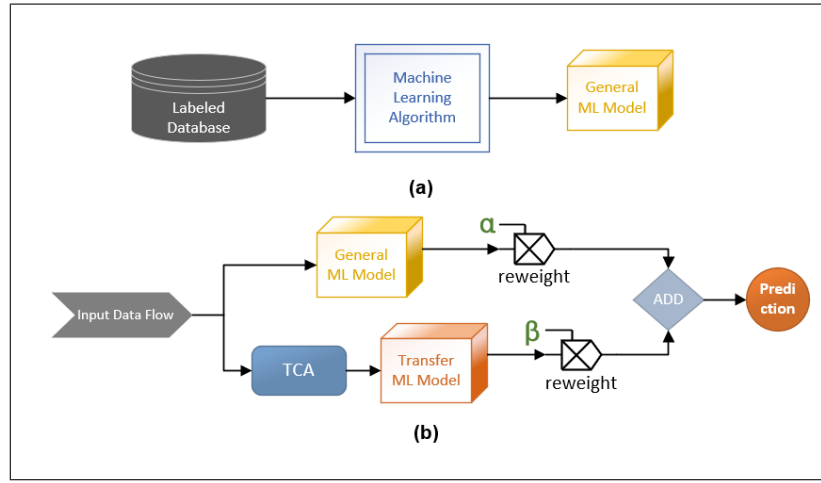 Labeled
Database
Machine
Learning
Algorithm
General
ML Model
(a)
Input Data Flow
General
ML Model
α
reweight
TCA
Transfer
ML Model
β
reweight
ADD
Predi
ction
(b)